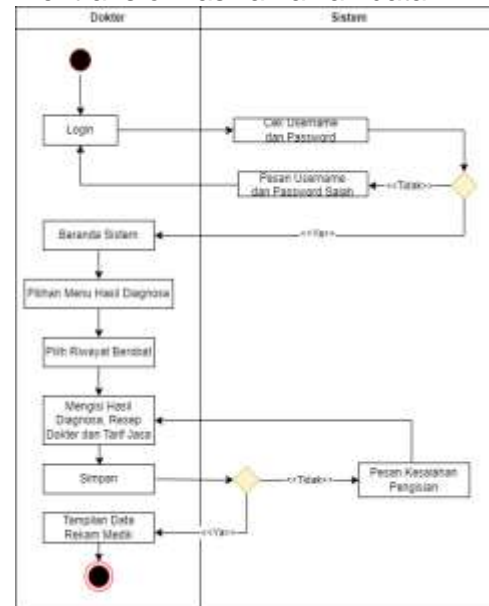 Dokter
Sistem
Login
Cek Username
dan Password
Pesan Username
dan Password Salah
<<Tidak>>
Beranda Sistem
<<Ya>>
Pilihan Menu Hasil Diagnosa
Pilih Riwayat Berobat
Mengisi Hasil
Diagnosa, Resep
Dokter dan Tarif Jasa
Simpan
<<Tidak>>
Pesan Kesalahan
Pengisian
Tampilan Data
Rekam Medik
<<Ya>>